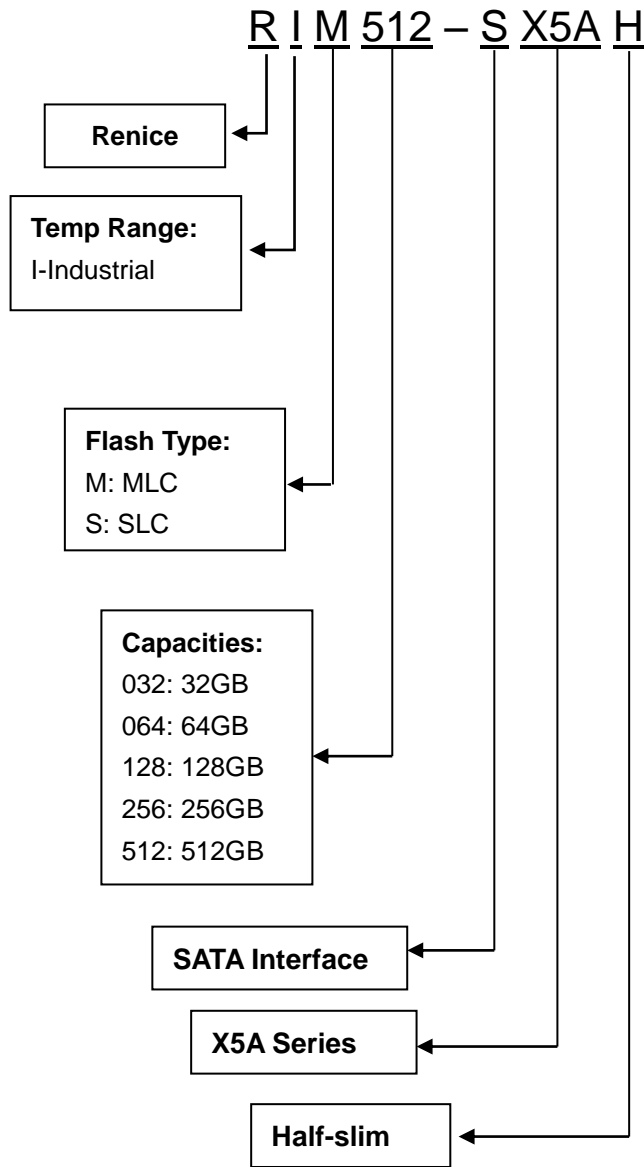 R I M 512 – S X5A H
Renice
Temp Range:
I-Industrial
Flash Type:
M: MLC
S: SLC
Capacities:
032: 32GB
064: 64GB
128: 128GB
256: 256GB
512: 512GB
SATA Interface
X5A Series
Half-slim